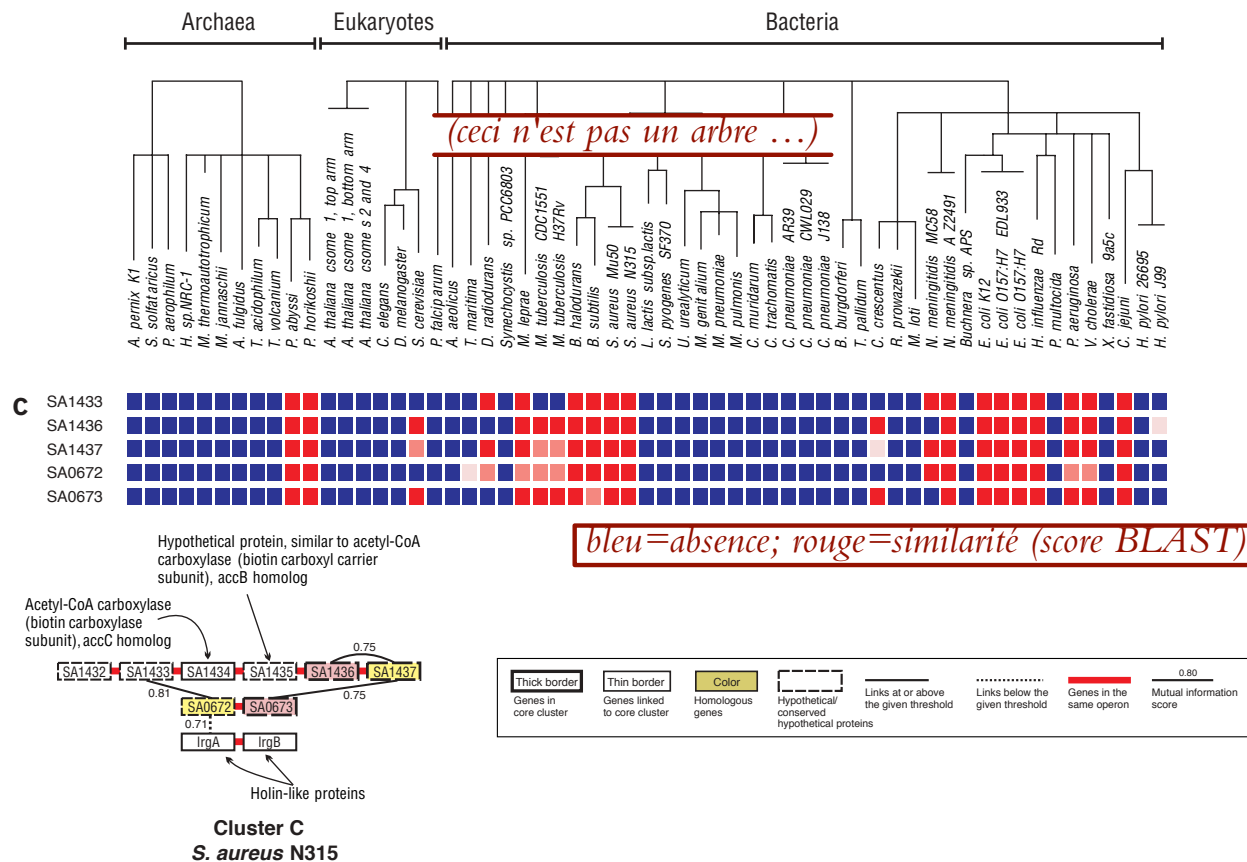 Archaea Eukaryotes Bacteria
(ceci n'est pas un arbre ...)
A. pernix K1
S. solfataricus
P. aerophilum
H. sp.NRC-1
M. thermoautotrophicum
M. jannaschii
A. fulgidus
T. acidophilum
T. volcanium
P. abyssi
P. horikoshii
A. thaliana csome 1, top arm
A. thaliana csome 1, bottom arm
A. thaliana csome s 2 and 4
C. elegans
D. melanogaster
S. cerevisiae
P. falcip arum
A. aeolicus
T. maritima
D. radiodurans
Synechocystis sp. PCC6803
M. leprae
M. tuberculosis CDC1551
M. tuberculosis H37Rv
B. halodurans
B. subtilis
S. aureus Mu50
S. aureus N315
L. lactis subsp.lactis
S. pyogenes SF370
U. urealyticum
M. genit alium
M. pneumoniae
M. pulmonis
C. muridarum
C. trachomatis
C. pneumoniae AR39
C. pneumoniae CWL029
C. pneumoniae J138
B. burgdorferi
T. pallidum
C. crescentus
R. prowazekii
M. loti
N. meningitidis MC58
N. meningitidis A Z2491
Buchnera sp. APS
E. coli K12
E. coli O157:H7 EDL933
E. coli O157:H7
H. influenzae Rd
P. multocida
P. aeruginosa
V. cholerae
X. fastidiosa 9a5c
C. jejuni
H. pylori 26695
H. pylori J99
C SA1433
SA1436
SA1437
SA0672
SA0673
bleu=absence; rouge=similarité (score BLAST)
Hypothetical protein, similar to acetyl-CoA
carboxylase (biotin carboxyl carrier
subunit), accB homolog
Acetyl-CoA carboxylase
(biotin carboxylase
subunit), accC homolog
0.75
SA1432 SA1433 SA1434 SA1435 SA1436 SA1437
0.81 0.75
SA0672 SA0673
0.71
lrgA lrgB
Holin-like proteins
Cluster C
S. aureus N315
Thick border
Genes in
core cluster
Thin border
Genes linked
to core cluster
Color
Homologous
genes
Hypothetical/
conserved
hypothetical proteins
Links at or above
the given threshold
Links below the
given threshold
Genes in the
same operon
0.80
Mutual information
score